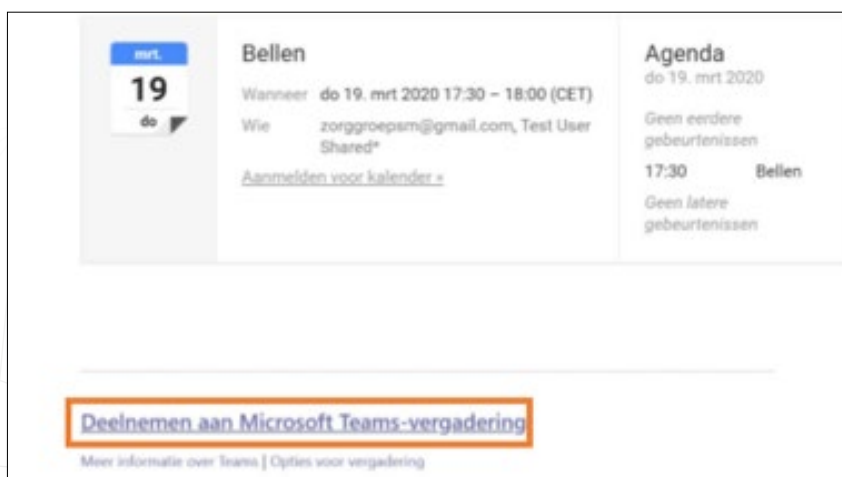 mrt.
19
do
Bellen
Wanneer do 19. mrt 2020 17:30 – 18:00 (CET)
Wie zorggroepsm@gmail.com, Test User
Shared*
Aanmelden voor kalender »
Agenda
do 19. mrt 2020
Geen eerdere
gebeurtenissen
17:30 Bellen
Geen latere
gebeurtenissen
Deelnemen aan Microsoft Teams-vergadering
Meer informatie over Teams | Opties voor vergadering